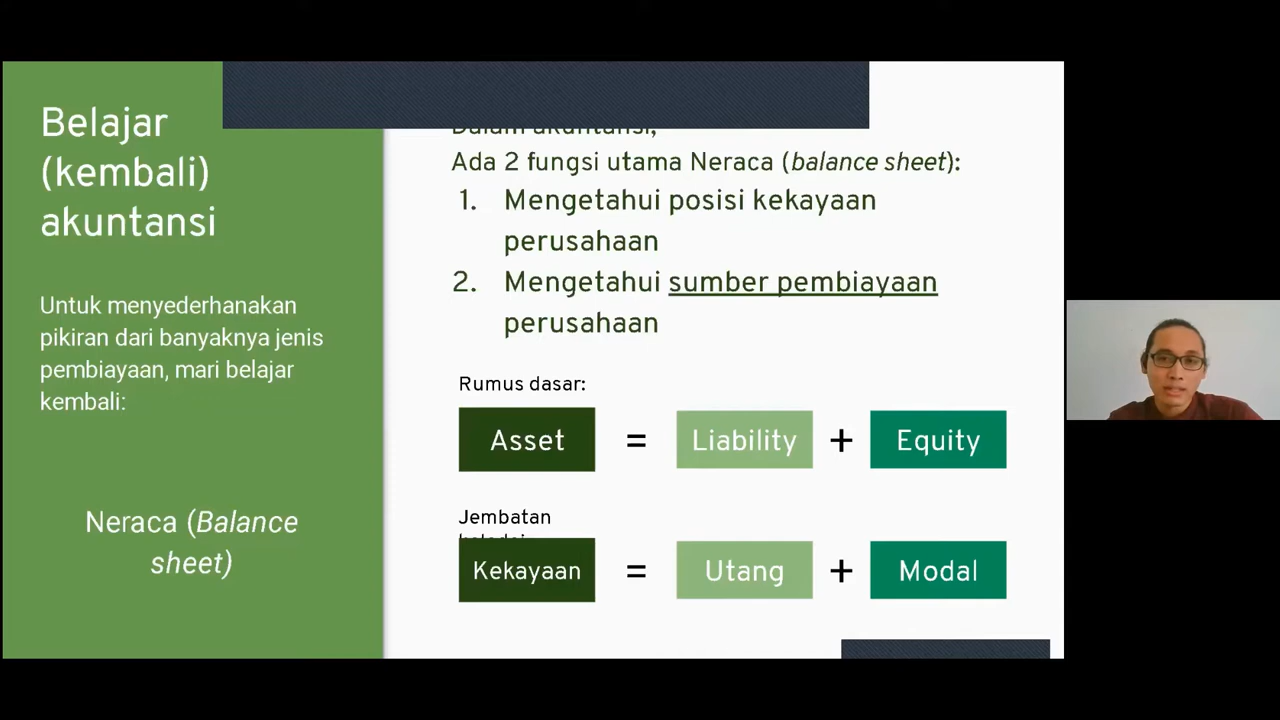 Belajar
(kembali)
akuntansi
Untuk menyederhanakan
pikiran dari banyaknya jenis
pembiayaan, mari belajar
kembali:
Neraca (Balance
sheet)
Dalam akuntansi,
Ada 2 fungsi utama Neraca (balance sheet):
1. Mengetahui posisi kekayaan
perusahaan
2. Mengetahui sumber pembiayaan
perusahaan
Rumus dasar:
Asset = Liability + Equity
Jembatan
Kekayaan = Utang + Modal